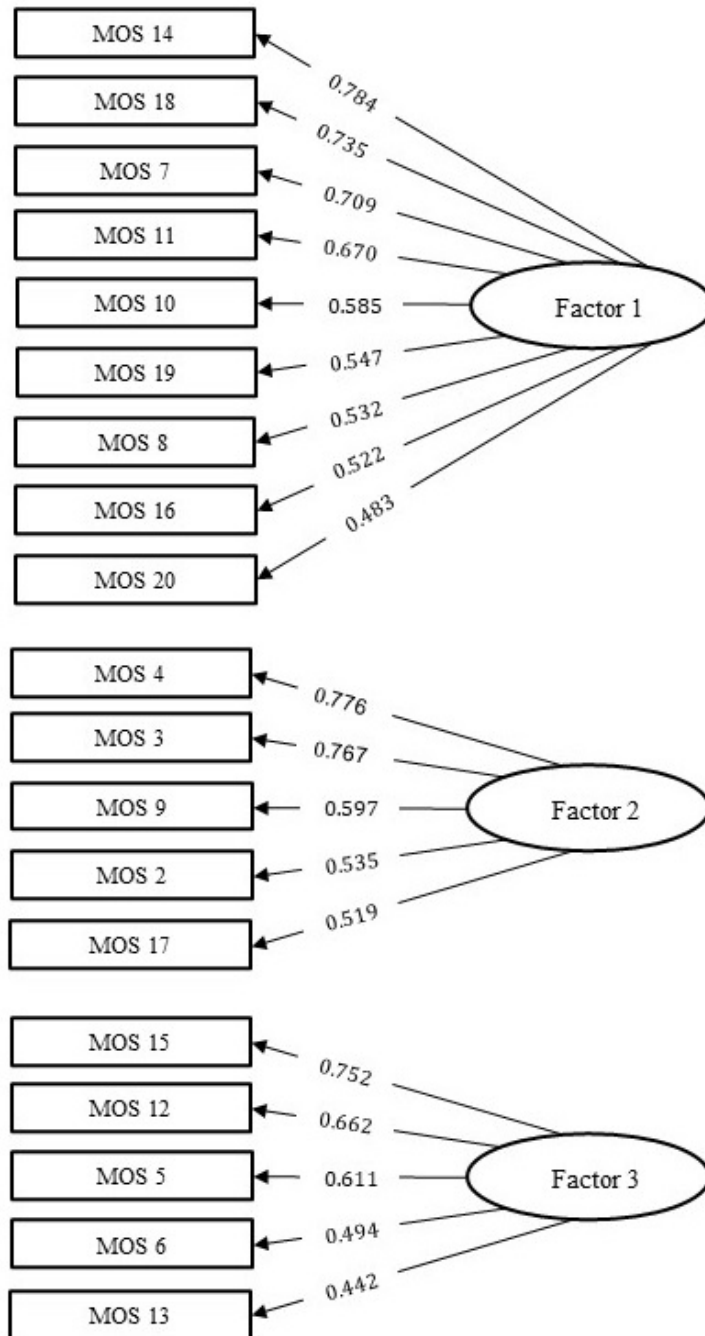 MOS 14
0.784
MOS 18
0.735
MOS 7
0.709
MOS 11
0.670
MOS 10
0.585
Factor 1
MOS 19
0.547
MOS 8
0.532
MOS 16
0.522
MOS 20
0.483
MOS 4
0.776
MOS 3
0.767
MOS 9
0.597
Factor 2
MOS 2
0.535
MOS 17
0.519
MOS 15
0.752
MOS 12
0.662
MOS 5
0.611
Factor 3
MOS 6
0.494
MOS 13
0.442